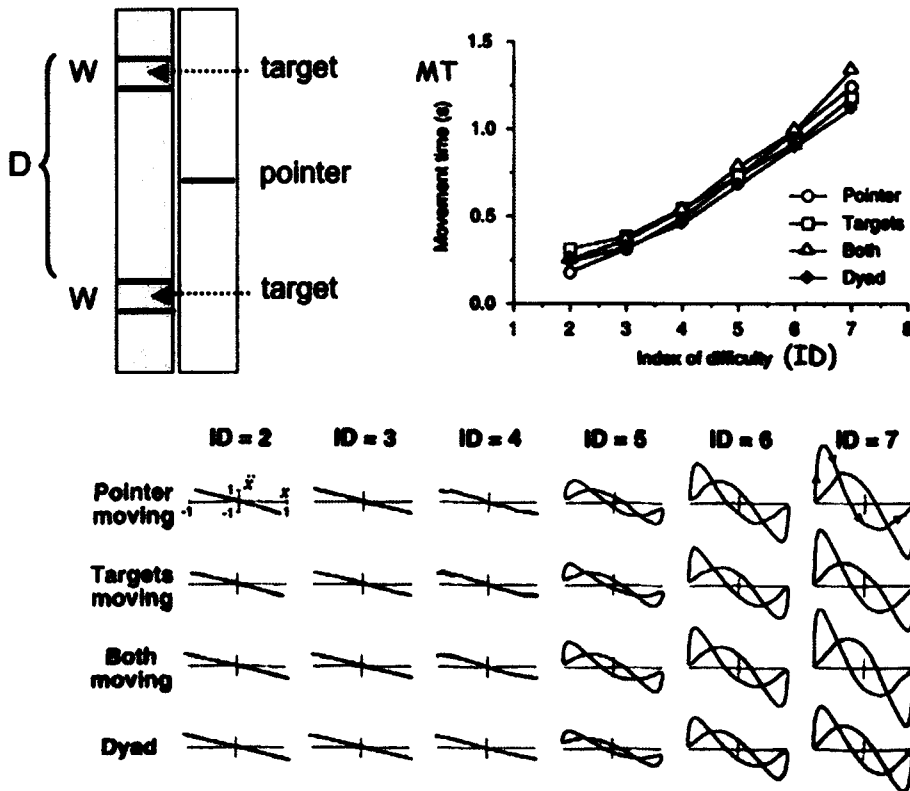 W
target
D
pointer
W
target
MT
Movement time (s)
1.5
1.0
0.5
0.0
1 2 3 4 5 6 7 8
Index of difficulty (ID)
Pointer
Targets
Both
Dyad
ID = 2 ID = 3 ID = 4 ID = 5 ID = 6 ID = 7
Pointer
moving
1 ẋ x
-1 -1 1
Targets
moving
Both
moving
Dyad